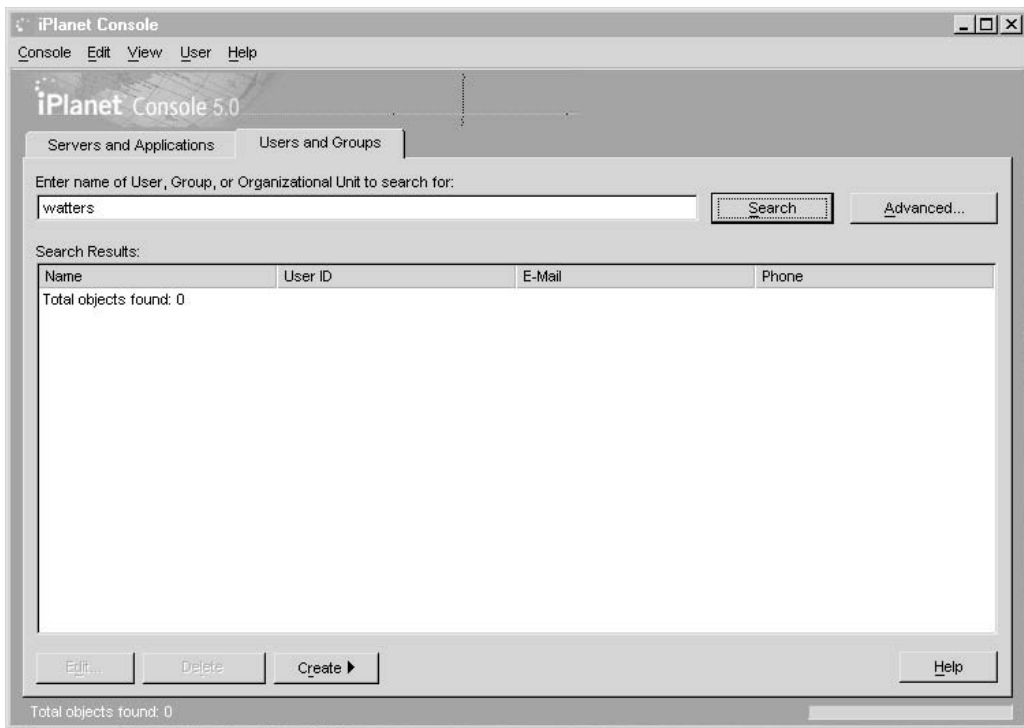 iPlanet Console
Console Edit View User Help
iPlanet Console 5.0
Servers and Applications Users and Groups
Enter name of User, Group, or Organizational Unit to search for:
watters Search Advanced...
Search Results:
Name User ID E-Mail Phone
Total objects found: 0
Edit... Delete Create Help
Total objects found: 0